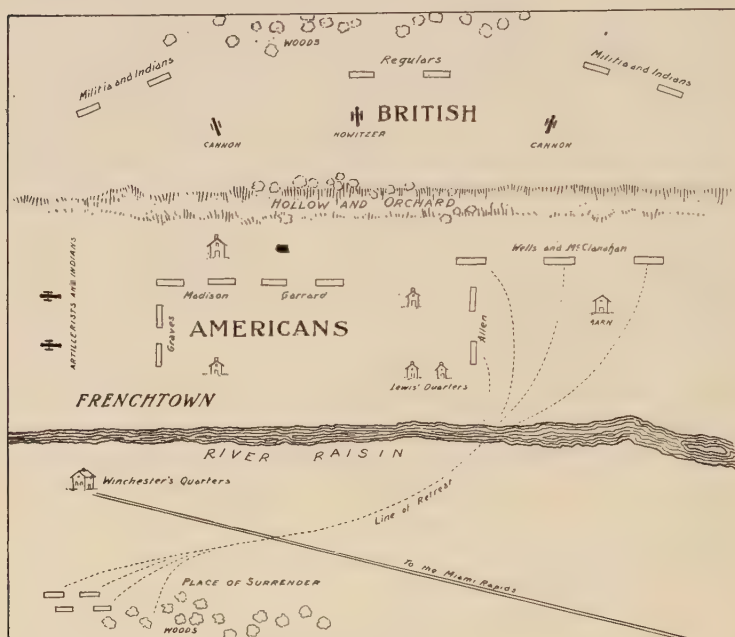 WOODS
Regulars
Militia and Indians
Militia and Indians
BRITISH
HOWITZER
CANNON
CANNON
HOLLOW AND ORCHARD
Wells and McClanahan
ARTILLERISTS AND INDIANS
Madison
Garrard
Graves
AMERICANS
Allen
BARN
Lewis' Quarters
FRENCHTOWN
RIVER RAISIN
Winchester's Quarters
Line of Retreat
To the Miami Rapids
PLACE OF SURRENDER
WOODS